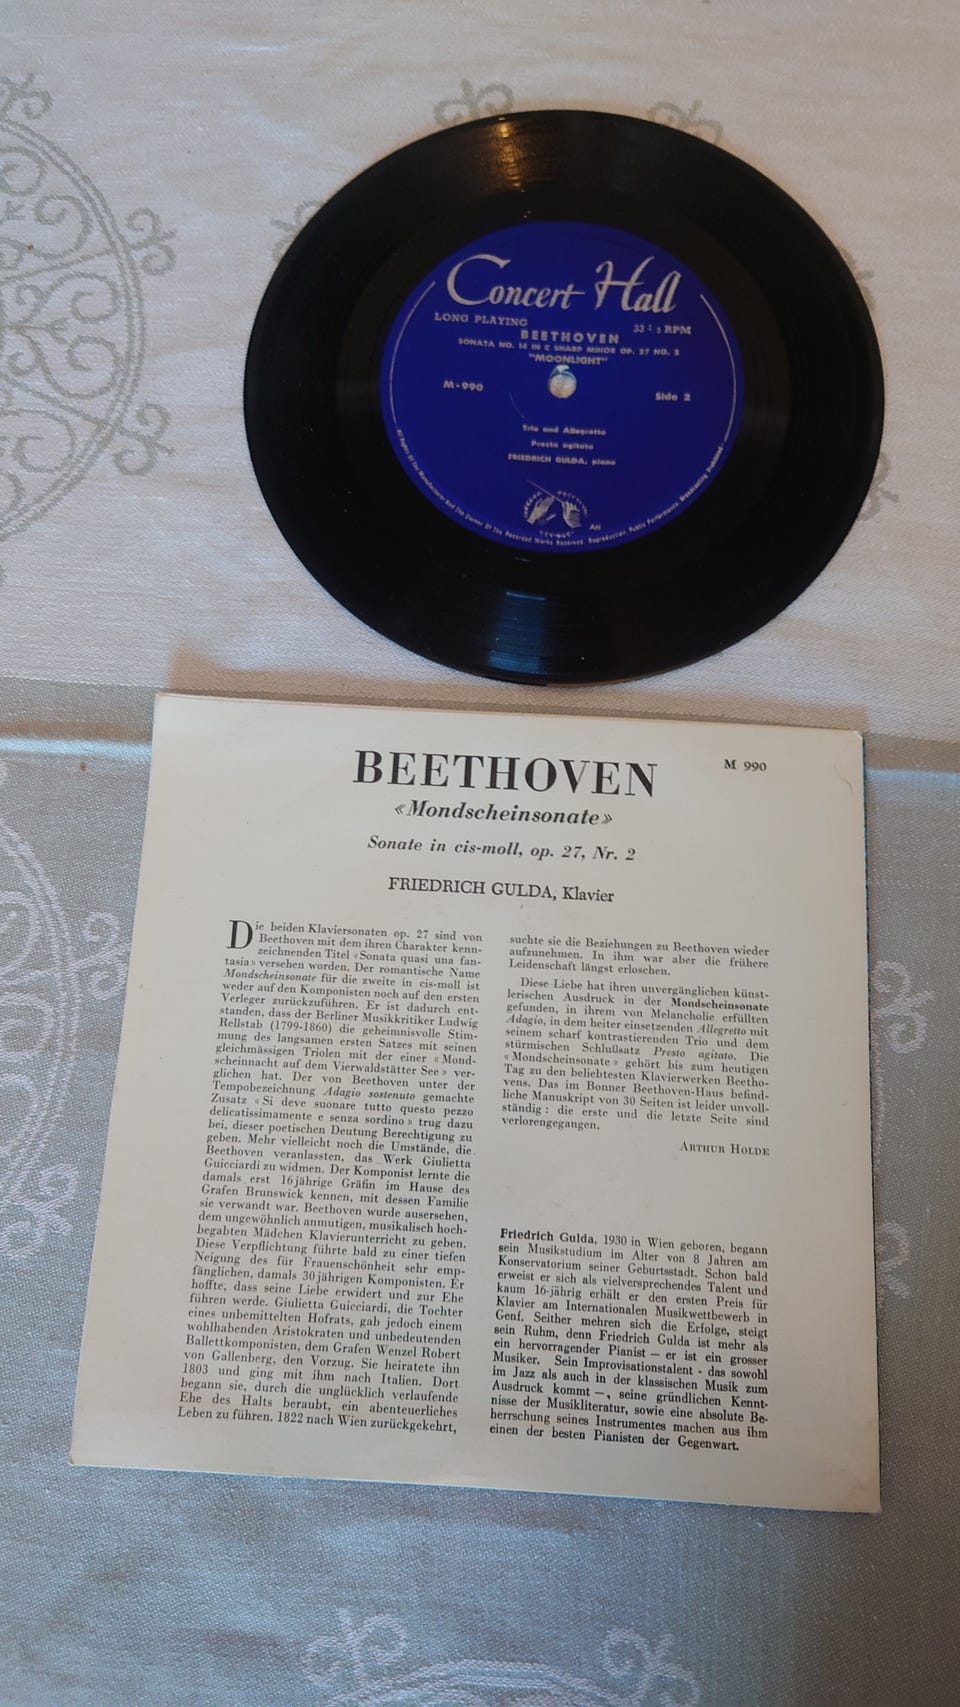 Concert Hall
LONG PLAYING
33 1/3 RPM
BEETHOVEN
SONATA NO. 14 IN C SHARP MINOR OP. 27 NO. 2
"MOONLIGHT"
M-990
Side 2
Trio and Allegretto
Presto agitato
FRIEDRICH GULDA, piano
AH
All Rights Of The Manufacturer And The Owner Of The Recorded Works Reserved. Reproduction, Public Performance, Broadcasting Prohibited
BEETHOVEN
M 990
«Mondscheinsonate»
Sonate in cis-moll, op. 27, Nr. 2
FRIEDRICH GULDA, Klavier
Die beiden Klaviersonaten op. 27 sind von
Beethoven mit dem ihren Charakter kenn-
zeichnenden Titel «Sonata quasi una fan-
tasia» versehen worden. Der romantische Name
Mondscheinsonate für die zweite in cis-moll ist
weder auf den Komponisten noch auf den ersten
Verleger zurückzuführen. Er ist dadurch ent-
standen, dass der Berliner Musikkritiker Ludwig
Rellstab (1799-1860) die geheimnisvolle Stim-
mung des langsamen ersten Satzes mit seinen
gleichmässigen Triolen mit der einer «Mond-
scheinnacht auf dem Vierwaldstätter See» ver-
glichen hat. Der von Beethoven unter der
Tempobezeichnung Adagio sostenuto gemachte
Zusatz «Si deve suonare tutto questo pezzo
delicatissimamente e senza sordino» trug dazu
bei, dieser poetischen Deutung Berechtigung zu
geben. Mehr vielleicht noch die Umstände, die
Beethoven veranlassten, das Werk Giulietta
Guicciardi zu widmen. Der Komponist lernte die
damals erst 16jährige Gräfin im Hause des
Grafen Brunswick kennen, mit dessen Familie
sie verwandt war. Beethoven wurde ausersehen,
dem ungewöhnlich anmutigen, musikalisch hoch-
begabten Mädchen Klavierunterricht zu geben.
Diese Verpflichtung führte bald zu einer tiefen
Neigung des für Frauenschönheit sehr emp-
fänglichen, damals 30jährigen Komponisten. Er
hoffte, dass seine Liebe erwidert und zur Ehe
führen werde. Giulietta Guicciardi, die Tochter
eines unbemittelten Hofrats, gab jedoch einem
wohlhabenden Aristokraten und unbedeutenden
Ballettkomponisten, dem Grafen Wenzel Robert
von Gallenberg, den Vorzug. Sie heiratete ihn
1803 und ging mit ihm nach Italien. Dort
begann sie, durch die unglücklich verlaufende
Ehe des Halts beraubt, ein abenteuerliches
Leben zu führen. 1822 nach Wien zurückgekehrt,
suchte sie die Beziehungen zu Beethoven wieder
aufzunehmen. In ihm war aber die frühere
Leidenschaft längst erloschen.
Diese Liebe hat ihren unvergänglichen künst-
lerischen Ausdruck in der Mondscheinsonate
gefunden, in ihrem von Melancholie erfüllten
Adagio, in dem heiter einsetzenden Allegretto mit
seinem scharf kontrastierenden Trio und dem
stürmischen Schlußsatz Presto agitato. Die
«Mondscheinsonate» gehört bis zum heutigen
Tag zu den beliebtesten Klavierwerken Beetho-
vens. Das im Bonner Beethoven-Haus befind-
liche Manuskript von 30 Seiten ist leider unvoll-
ständig: die erste und die letzte Seite sind
verlorengegangen.
ARTHUR HOLDE
Friedrich Gulda, 1930 in Wien geboren, begann
sein Musikstudium im Alter von 8 Jahren am
Konservatorium seiner Geburtsstadt. Schon bald
erweist er sich als vielversprechendes Talent und
kaum 16-jährig erhält er den ersten Preis für
Klavier am Internationalen Musikwettbewerb in
Genf. Seither mehren sich die Erfolge, steigt
sein Ruhm, denn Friedrich Gulda ist mehr als
ein hervorragender Pianist – er ist ein grosser
Musiker. Sein Improvisationstalent - das sowohl
im Jazz als auch in der klassischen Musik zum
Ausdruck kommt –, seine gründlichen Kennt-
nisse der Musikliteratur, sowie eine absolute Be-
herrschung seines Instrumentes machen aus ihm
einen der besten Pianisten der Gegenwart.